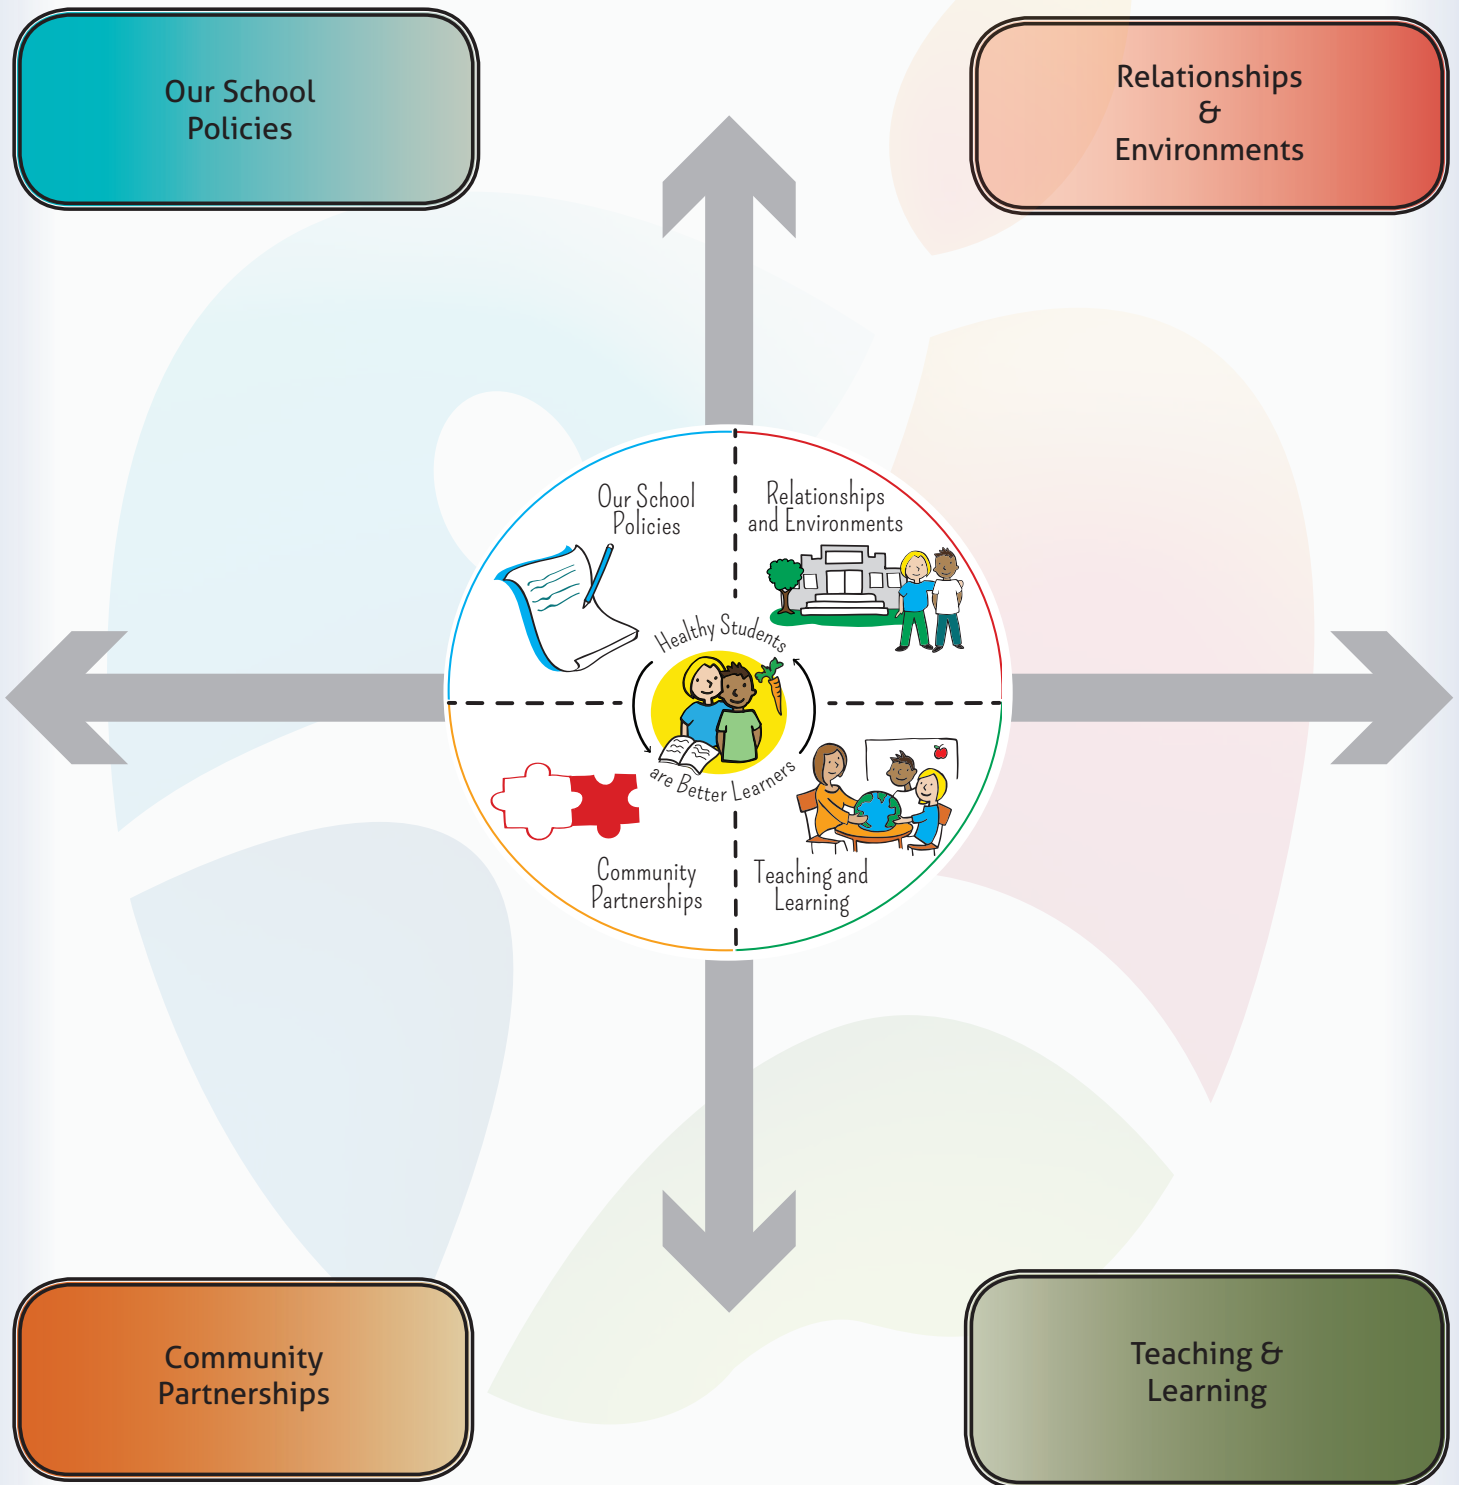 Our School
Policies
Relationships
&
Environments
Our School
Policies
Relationships
and Environments
Healthy Students
are Better Learners
Community
Partnerships
Teaching and
Learning
Community
Partnerships
Teaching &
Learning